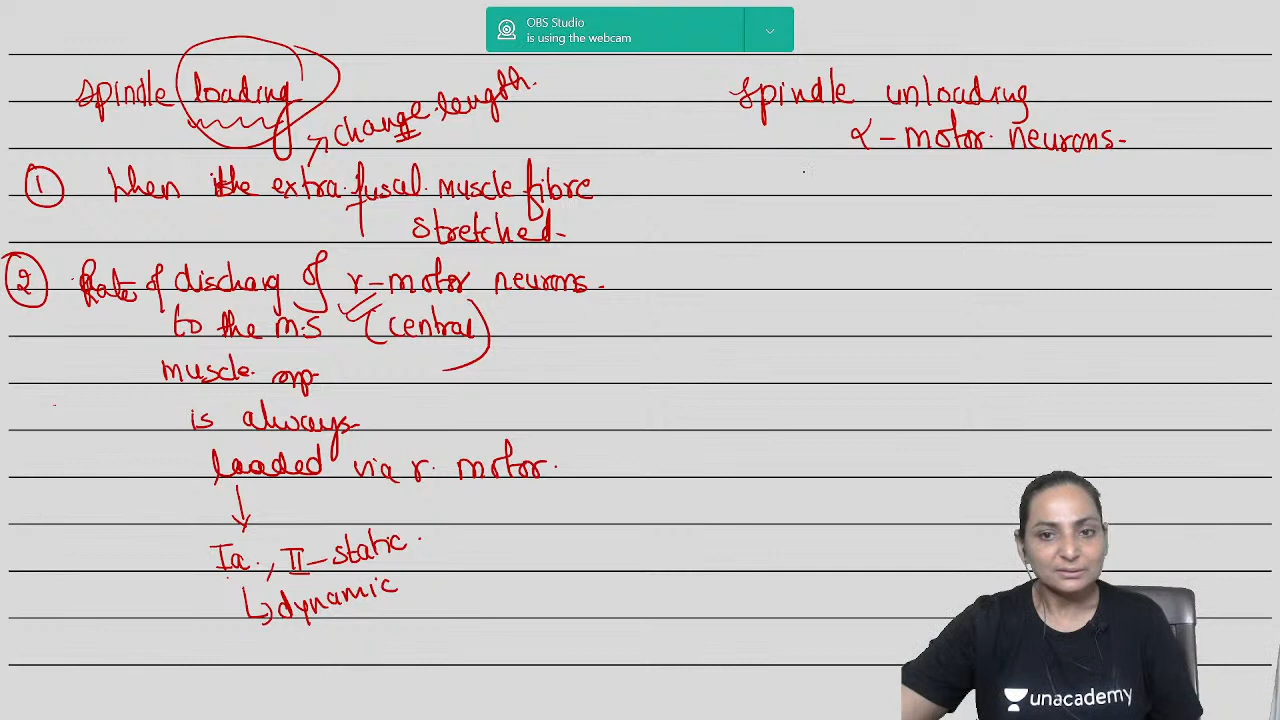 OBS Studio
is using the webcam
spindle loading
change length.
① When the extra fusal muscle fibre
stretched-
② Rate of discharg of r-motor neurons.
to the m.s (central)
muscle grp
is always
loaded via r. motor.
Ia., II-static
↳ dynamic
spindle unloading
α-motor neurons-
unacademy